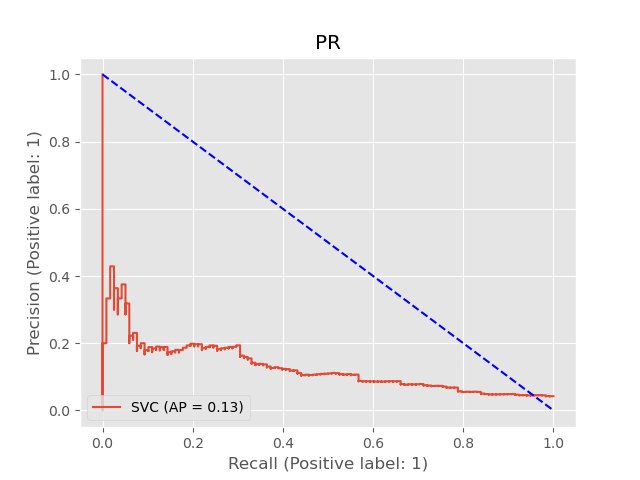 PR
Precision (Positive label: 1)
1.0
0.8
0.6
0.4
0.2
0.0
SVC (AP = 0.13)
0.0 0.2 0.4 0.6 0.8 1.0
Recall (Positive label: 1)